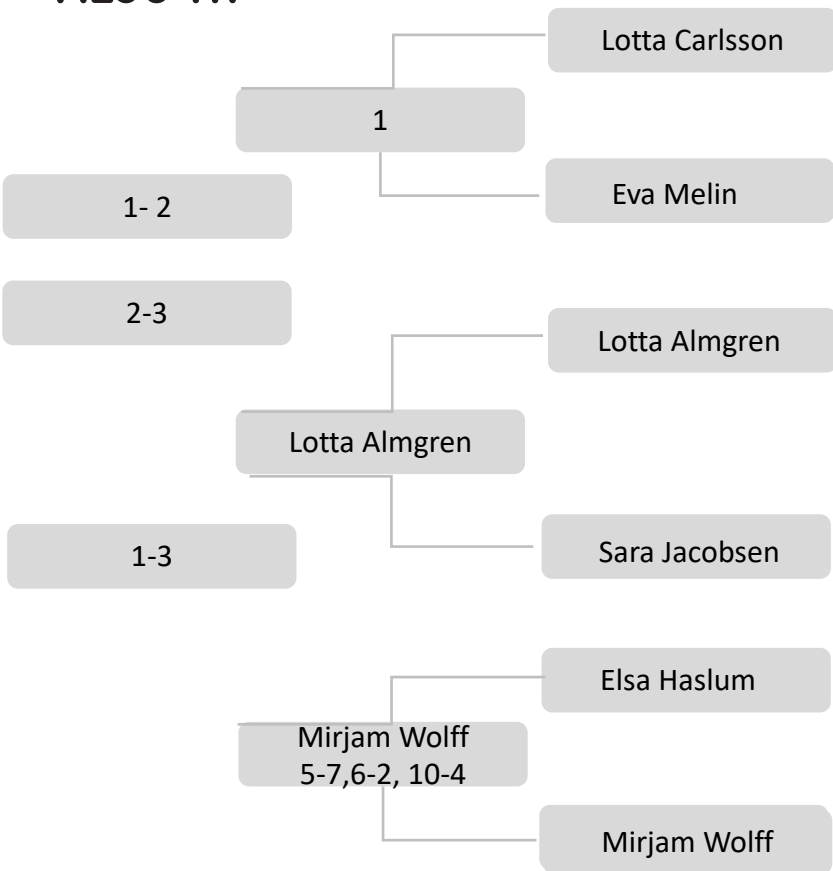 Lotta Carlsson
1
Eva Melin
1- 2
2-3
Lotta Almgren
Lotta Almgren
Sara Jacobsen
1-3
Elsa Haslum
Mirjam Wolff
5-7,6-2, 10-4
Mirjam Wolff